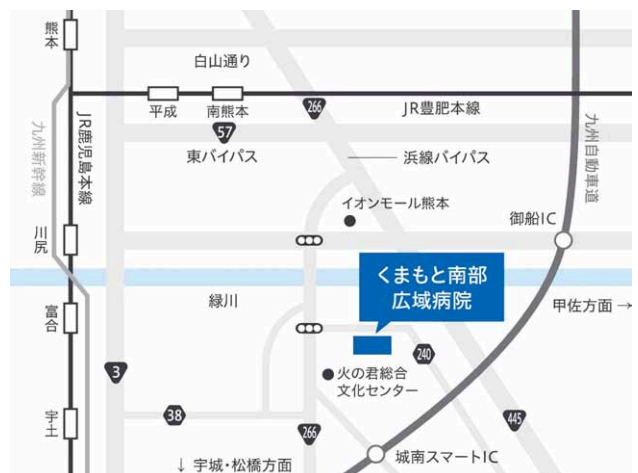 熊本
白山通り
平成
南熊本
266
JR豊肥本線
57
東バイパス
浜線バイパス
九州新幹線
JR鹿児島本線
九州自動車道
イオンモール熊本
川尻
御船IC
くまもと南部
広域病院
緑川
甲佐方面 →
富合
3
240
火の君総合
文化センター
38
宇土
266
445
↓ 宇城・松橋方面
城南スマートIC